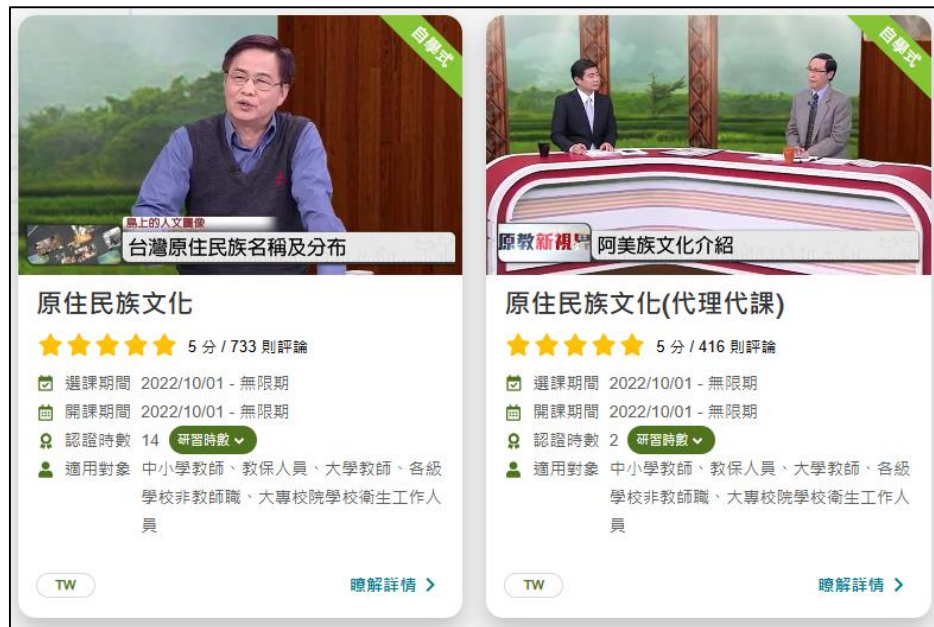 自學式
島上的人文圖像
台灣原住民族名稱及分布
原住民族文化
5 分 / 733 則評論
選課期間 2022/10/01 - 無限期
開課期間 2022/10/01 - 無限期
認證時數 14 研習時數
適用對象 中小學教師、教保人員、大學教師、各級
學校非教師職、大專校院學校衛生工作人
員
TW
瞭解詳情
自學式
原教新視界
阿美族文化介紹
原住民族文化(代理代課)
5 分 / 416 則評論
選課期間 2022/10/01 - 無限期
開課期間 2022/10/01 - 無限期
認證時數 2 研習時數
適用對象 中小學教師、教保人員、大學教師、各級
學校非教師職、大專校院學校衛生工作人
員
TW
瞭解詳情